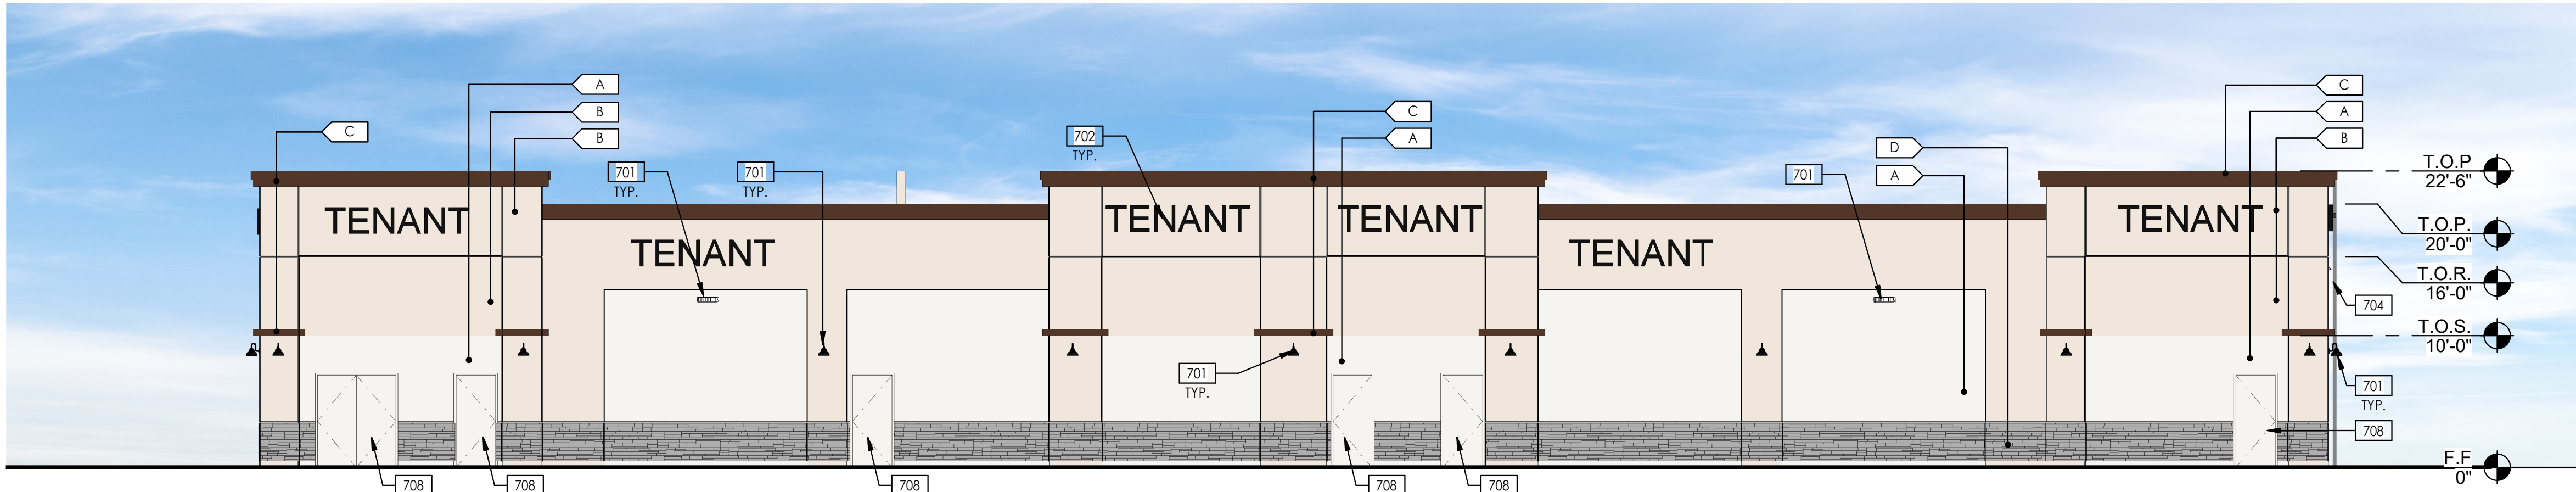 A
C
B
A
C
B
C
A
702
TYP.
C
A
B
D
701
TYP.
701
TYP.
701
A
T.O.P
22'-6"
TENANT
TENANT
TENANT
TENANT
T.O.P.
20'-0"
TENANT
TENANT
T.O.R.
16'-0"
704
T.O.S.
10'-0"
701
TYP.
701
TYP.
708
F.F
0"
708
708
708
708
708